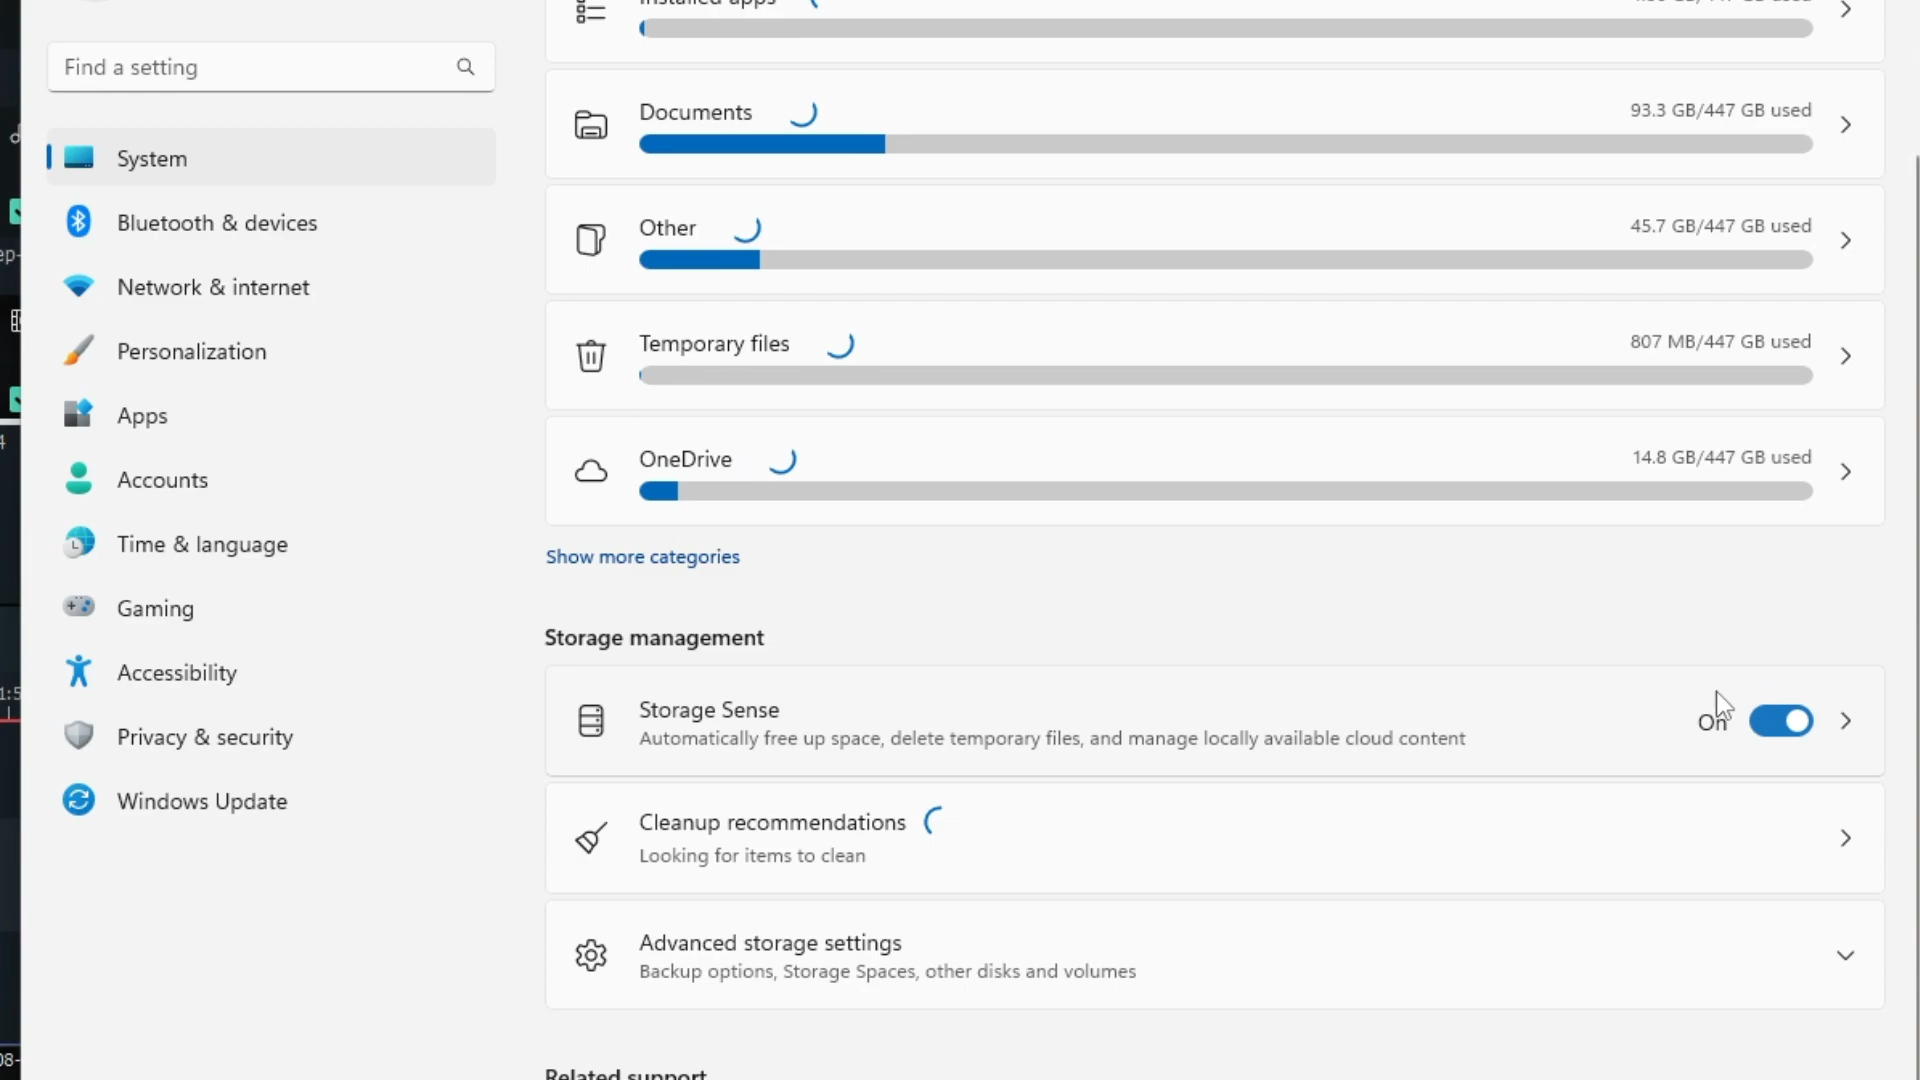 Installed apps
Find a setting
Documents
93.3 GB/447 GB used
System
Other
45.7 GB/447 GB used
Bluetooth & devices
Network & internet
Temporary files
807 MB/447 GB used
Personalization
Apps
OneDrive
14.8 GB/447 GB used
Accounts
Time & language
Show more categories
Gaming
Storage management
Accessibility
Storage Sense
On
Automatically free up space, delete temporary files, and manage locally available cloud content
Privacy & security
Windows Update
Cleanup recommendations
Looking for items to clean
Advanced storage settings
Backup options, Storage Spaces, other disks and volumes
Related support